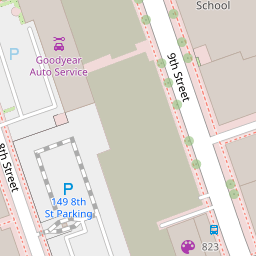 School
P
Goodyear
Auto Service
9th Street
8th Street
P
149 8th
St Parking
823